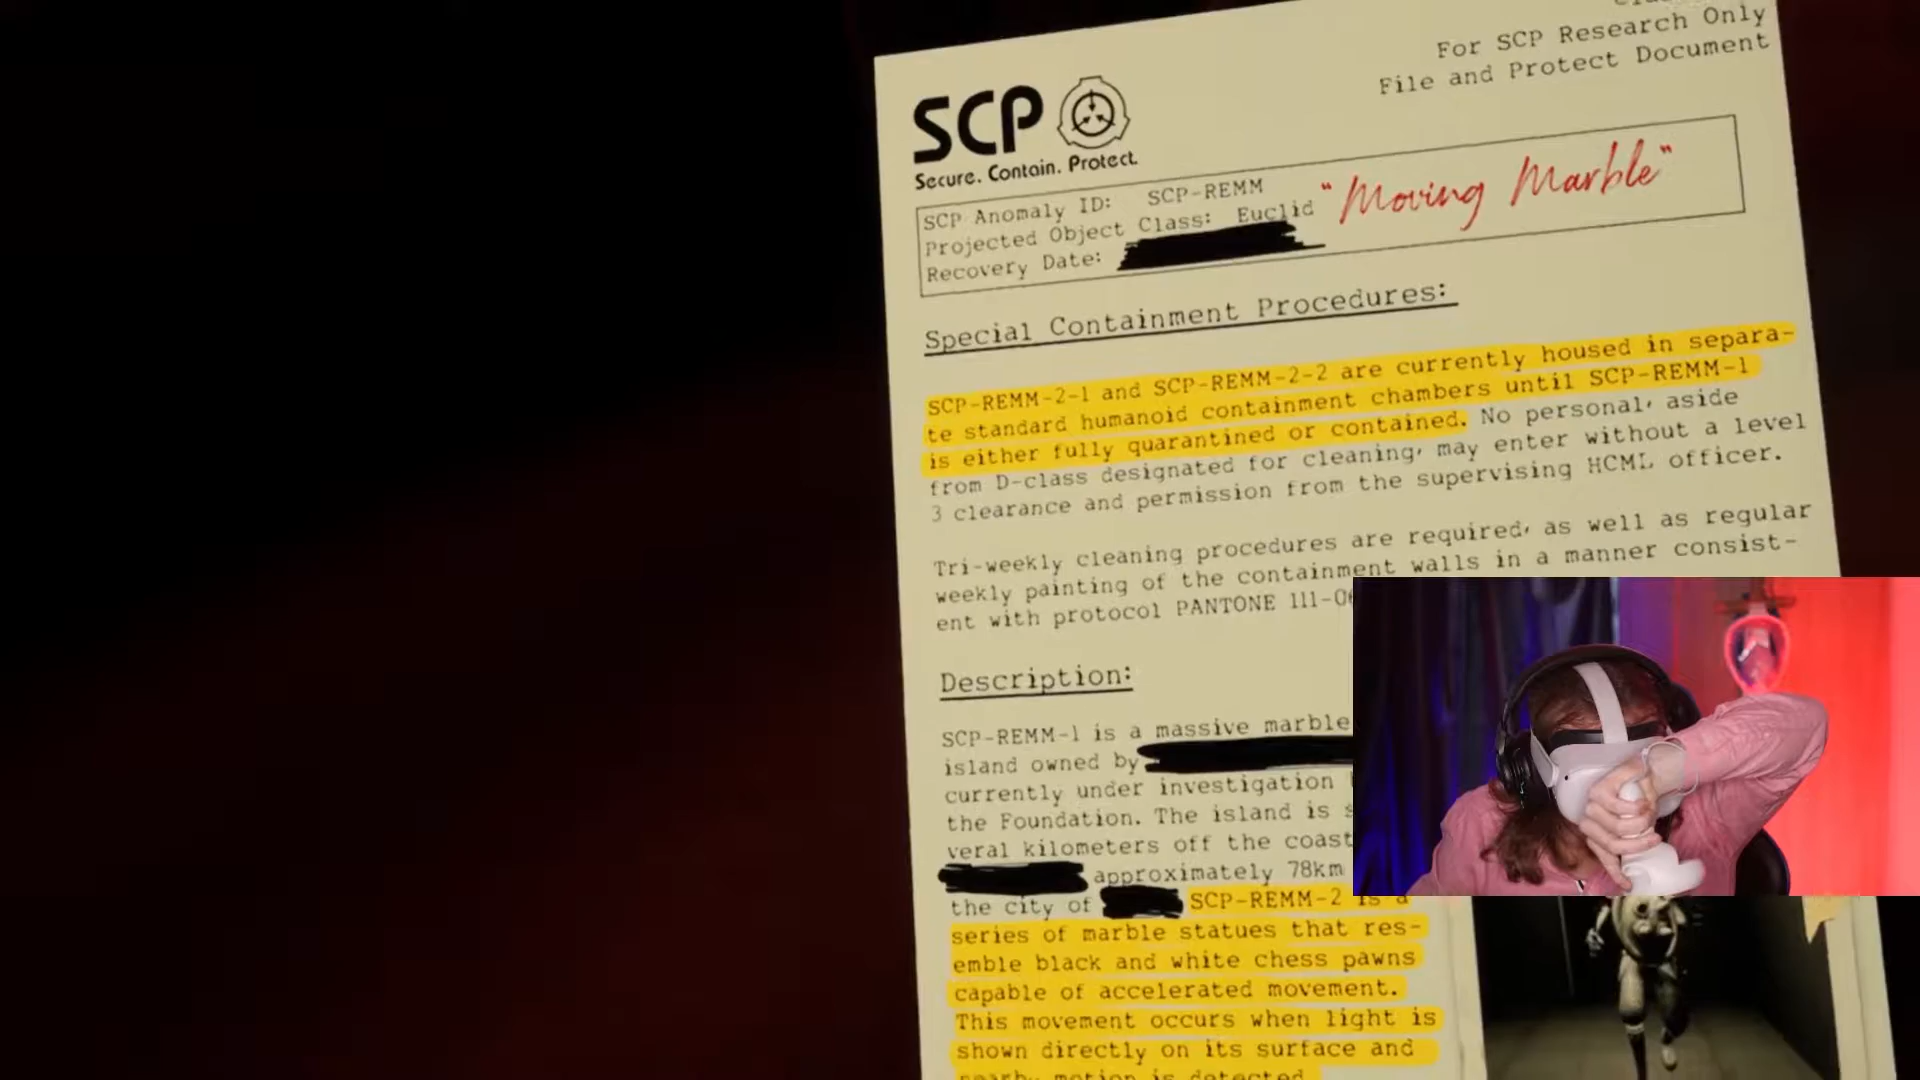 For SCP Research Only
File and Protect Document
SCP
Secure. Contain. Protect.
SCP Anomaly ID: SCP-REMM
Projected Object Class: Euclid
Recovery Date:
"Moving Marble"
Special Containment Procedures:
SCP-REMM-2-1 and SCP-REMM-2-2 are currently housed in separa-
te standard humanoid containment chambers until SCP-REMM-1
is either fully quarantined or contained. No personal, aside
from D-class designated for cleaning, may enter without a level
3 clearance and permission from the supervising HCML officer.
Tri-weekly cleaning procedures are required, as well as regular
weekly painting of the containment walls in a manner consist-
ent with protocol PANTONE
Description:
SCP-REMM-1 is a massive marble
island owned by
currently under investigation
the Foundation. The island is
veral kilometers off the coast
approximately 78km
the city of SCP-REMM-2 is a
series of marble statues that res-
emble black and white chess pawns
capable of accelerated movement.
This movement occurs when light is
shown directly on its surface and
nearby motion is detected